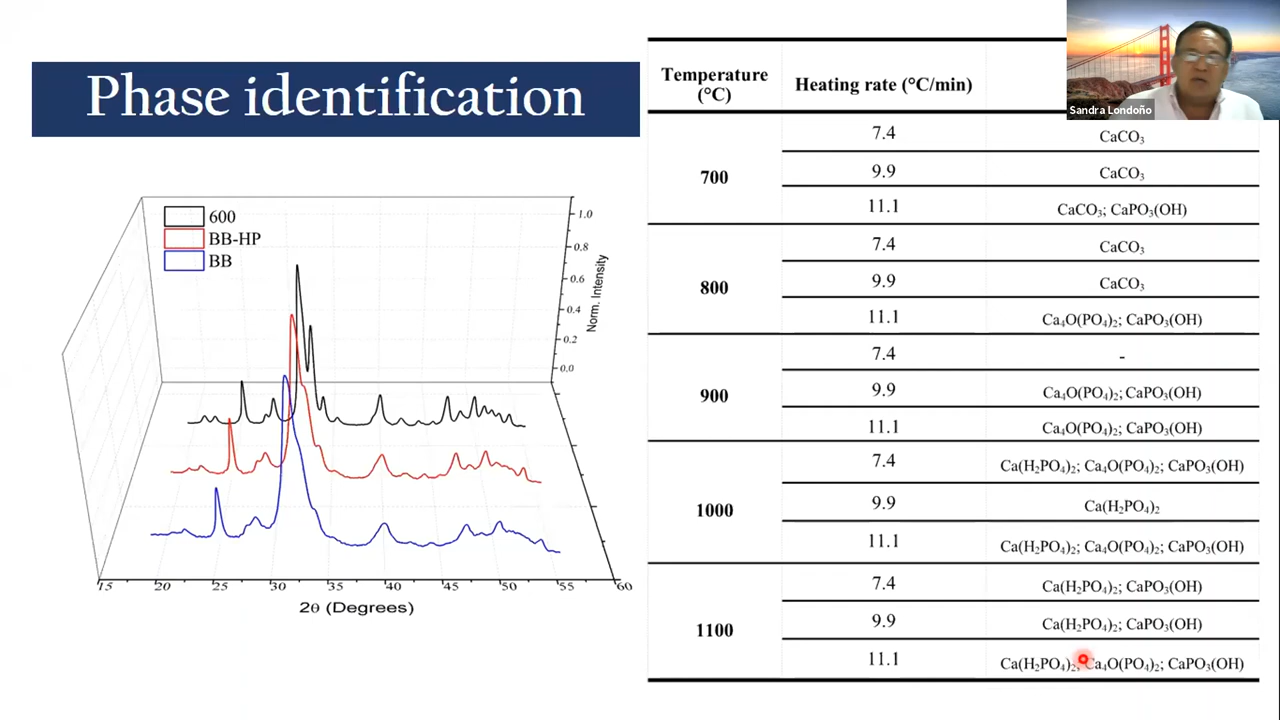 Phase identification
600
BB-HP
BB
1.0
0.8
0.6
0.4
0.2
0.0
Norm. Intensity
15 20 25 30 35 40 45 50 55 60
2θ (Degrees)
Temperature (°C) Heating rate (°C/min)
Sandra Londoño
700
7.4 CaCO₃
9.9 CaCO₃
11.1 CaCO₃; CaPO₃(OH)
800
7.4 CaCO₃
9.9 CaCO₃
11.1 Ca₄O(PO₄)₂; CaPO₃(OH)
900
7.4 -
9.9 Ca₄O(PO₄)₂; CaPO₃(OH)
11.1 Ca₄O(PO₄)₂; CaPO₃(OH)
1000
7.4 Ca(H₂PO₄)₂; Ca₄O(PO₄)₂; CaPO₃(OH)
9.9 Ca(H₂PO₄)₂
11.1 Ca(H₂PO₄)₂; Ca₄O(PO₄)₂; CaPO₃(OH)
1100
7.4 Ca(H₂PO₄)₂; CaPO₃(OH)
9.9 Ca(H₂PO₄)₂; CaPO₃(OH)
11.1 Ca(H₂PO₄)₂; Ca₄O(PO₄)₂; CaPO₃(OH)